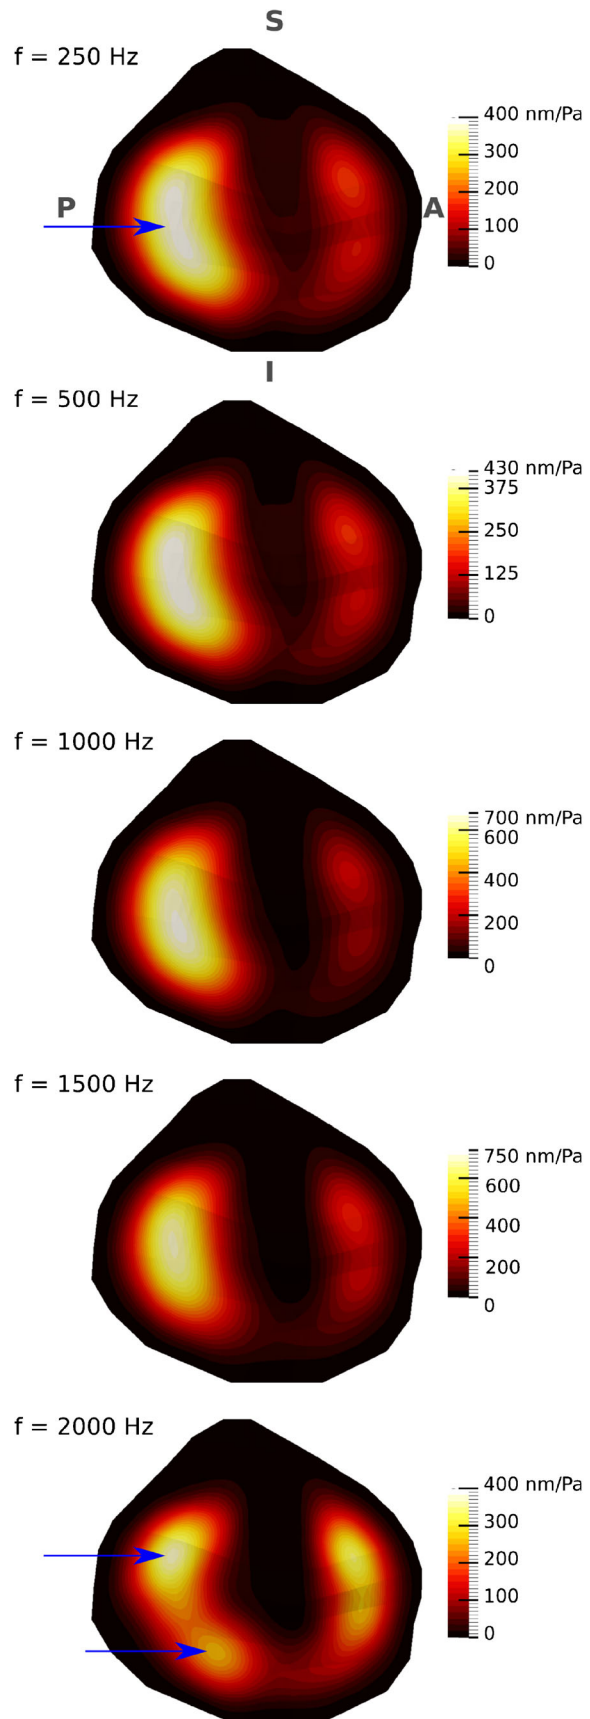 S
f = 250 Hz
400 nm/Pa
300
200
100
0
P
A
I
f = 500 Hz
430 nm/Pa
375
250
125
0
f = 1000 Hz
700 nm/Pa
600
400
200
0
f = 1500 Hz
750 nm/Pa
600
400
200
0
f = 2000 Hz
400 nm/Pa
300
200
100
0